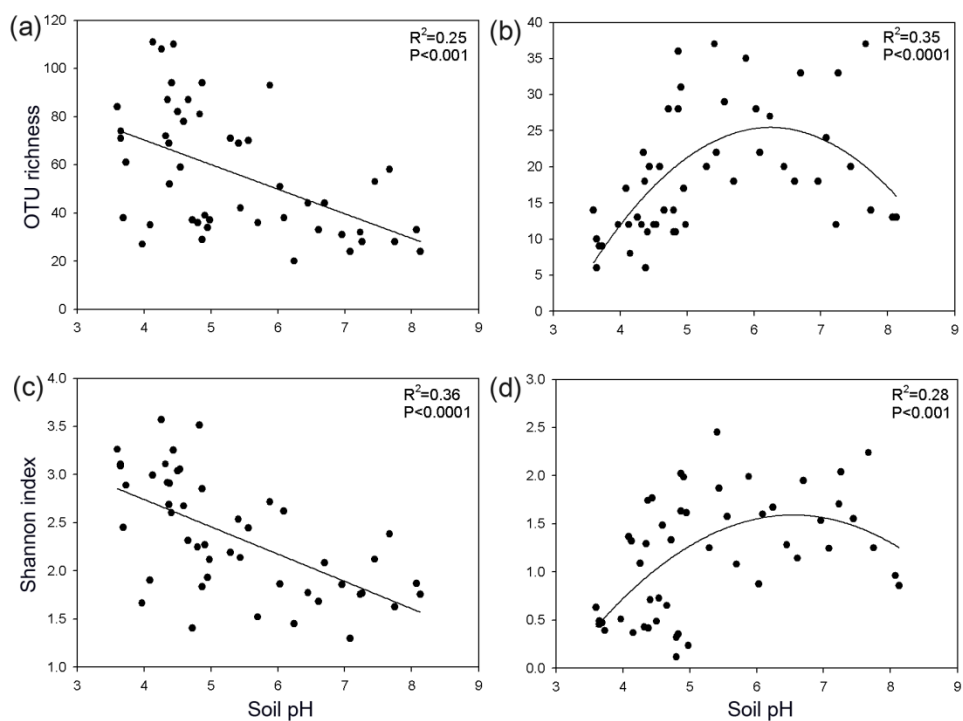 (a)
R²=0.25
P<0.001
120
100
80
60
40
20
0
OTU richness
3 4 5 6 7 8 9
(b)
R²=0.35
P<0.0001
40
35
30
25
20
15
10
5
0
3 4 5 6 7 8 9
(c)
R²=0.36
P<0.0001
4.0
3.5
3.0
2.5
2.0
1.5
1.0
Shannon index
3 4 5 6 7 8 9
Soil pH
(d)
R²=0.28
P<0.001
3.0
2.5
2.0
1.5
1.0
0.5
0.0
3 4 5 6 7 8 9
Soil pH